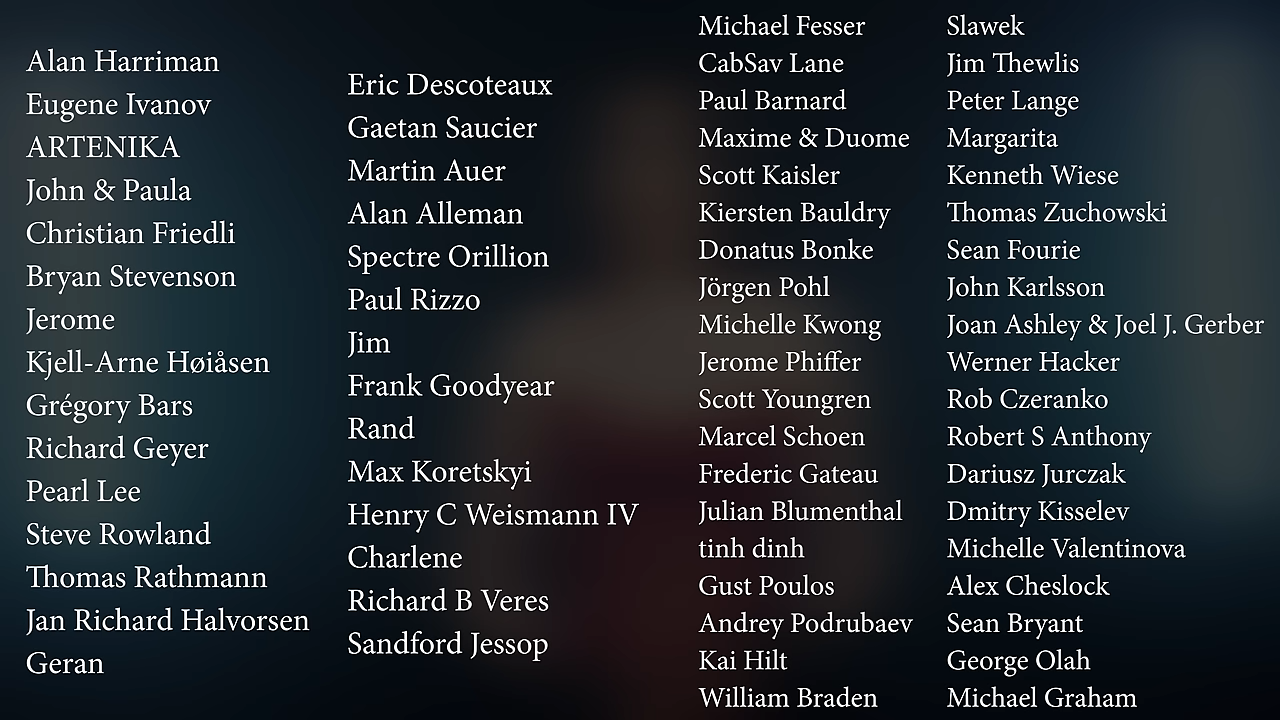 Alan Harriman
Eugene Ivanov
ARTENIKA
John & Paula
Christian Friedli
Bryan Stevenson
Jerome
Kjell-Arne Høiåsen
Grégory Bars
Richard Geyer
Pearl Lee
Steve Rowland
Thomas Rathmann
Jan Richard Halvorsen
Geran
Eric Descoteaux
Gaetan Saucier
Martin Auer
Alan Alleman
Spectre Orillion
Paul Rizzo
Jim
Frank Goodyear
Rand
Max Koretskyi
Henry C Weismann IV
Charlene
Richard B Veres
Sandford Jessop
Michael Fesser
CabSav Lane
Paul Barnard
Maxime & Duome
Scott Kaisler
Kiersten Bauldry
Donatus Bonke
Jörgen Pohl
Michelle Kwong
Jerome Phiffer
Scott Youngren
Marcel Schoen
Frederic Gateau
Julian Blumenthal
tinh dinh
Gust Poulos
Andrey Podrubaev
Kai Hilt
William Braden
Slawek
Jim Thewlis
Peter Lange
Margarita
Kenneth Wiese
Thomas Zuchowski
Sean Fourie
John Karlsson
Joan Ashley & Joel J. Gerber
Werner Hacker
Rob Czeranko
Robert S Anthony
Dariusz Jurczak
Dmitry Kisselev
Michelle Valentinova
Alex Cheslock
Sean Bryant
George Olah
Michael Graham